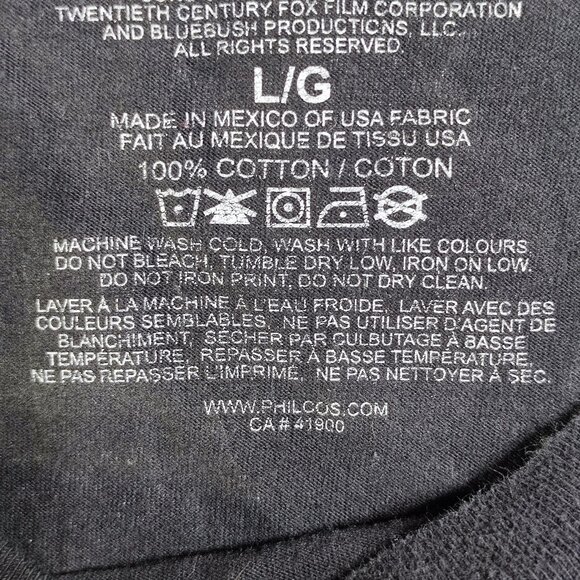 TWENTIETH CENTURY FOX FILM CORPORATION
AND BLUEBUSH PRODUCTIONS, LLC.
ALL RIGHTS RESERVED.
L/G
MADE IN MEXICO OF USA FABRIC
FAIT AU MEXIQUE DE TISSU USA
100% COTTON / COTON
MACHINE WASH COLD, WASH WITH LIKE COLOURS
DO NOT BLEACH, TUMBLE DRY LOW, IRON ON LOW.
DO NOT IRON PRINT, DO NOT DRY CLEAN.
LAVER À LA MACHINE À L'EAU FROIDE, LAVER AVEC DES
COULEURS SEMBLABLES. NE PAS UTILISER D'AGENT DE
BLANCHIMENT, SÉCHER PAR CULBUTAGE À BASSE
TEMPÉRATURE, REPASSER À BASSE TEMPÉRATURE,
NE PAS REPASSER L'IMPRIMÉ. NE PAS NETTOYER À SEC.
WWW.PHILCOS.COM
CA # 41900